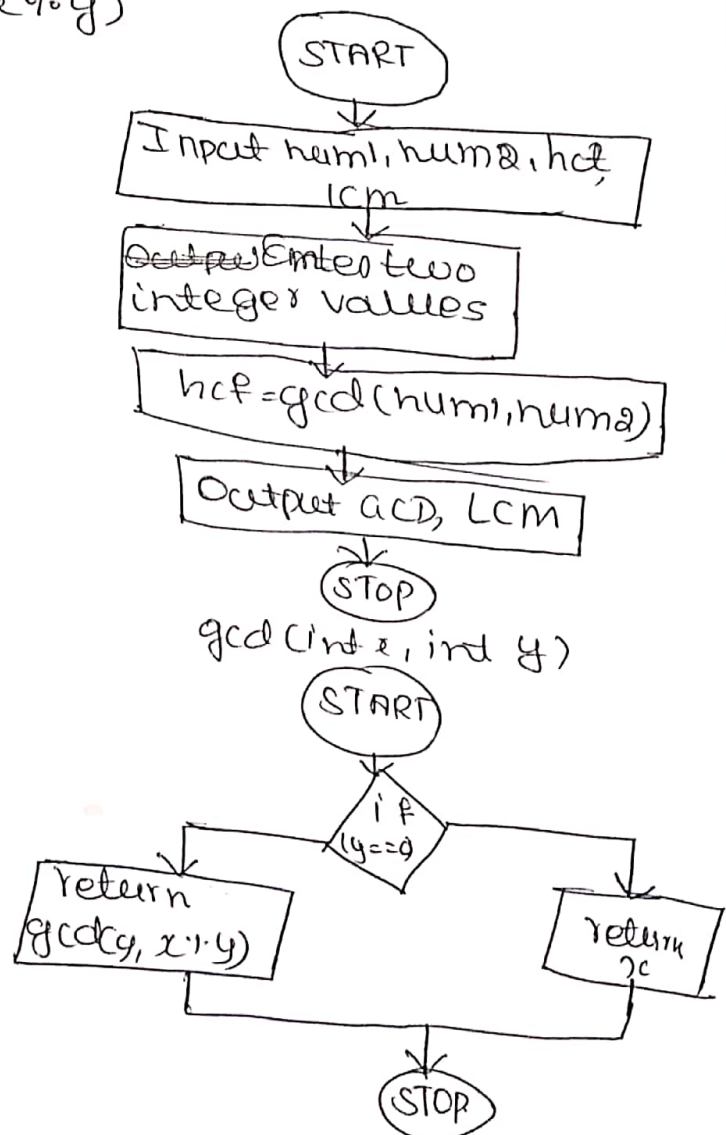 START
Input num1, num2, hcf,
lcm
Enter two
integer values
hcf=gcd(num1,num2)
Output GCD, LCM
STOP
gcd (int x, int y)
START
if
(y==0)
return
gcd(y, x%y)
return
x
STOP